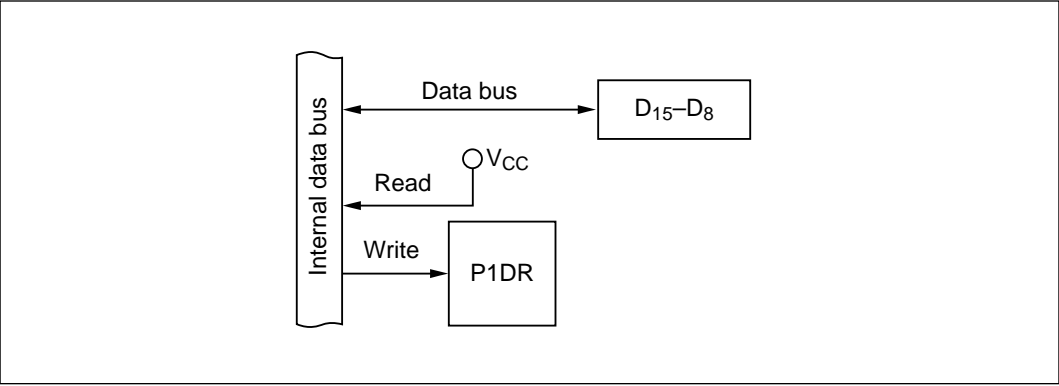 Internal data bus
Data bus
D15–D8
VCC
Read
Write
P1DR